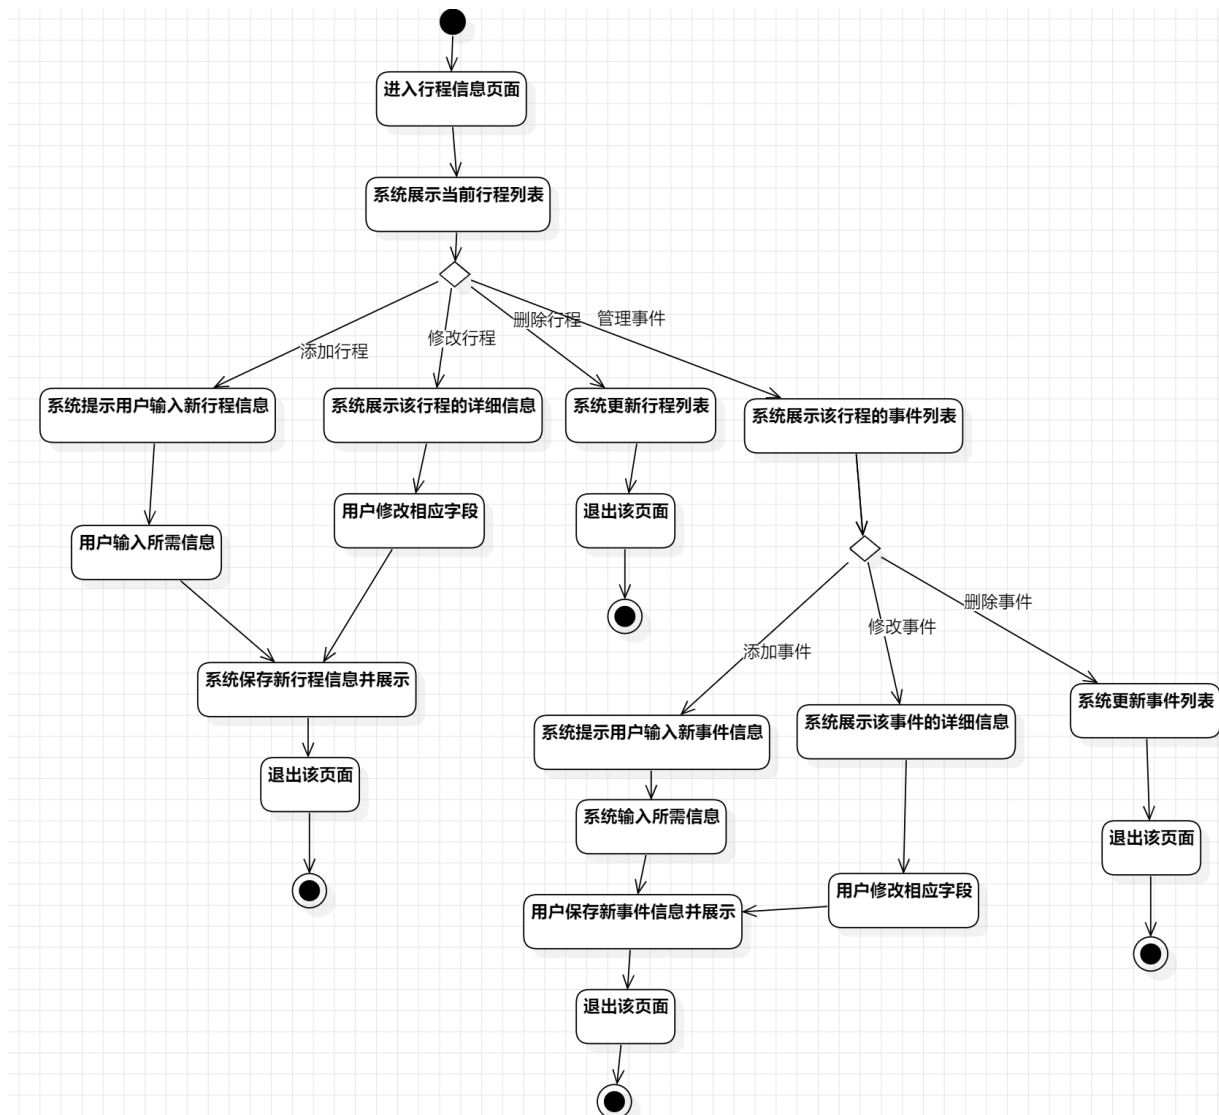 进入行程信息页面
系统展示当前行程列表
删除行程
管理事件
修改行程
添加行程
系统提示用户输入新行程信息
系统展示该行程的详细信息
系统更新行程列表
系统展示该行程的事件列表
用户修改相应字段
退出该页面
用户输入所需信息
删除事件
修改事件
添加事件
系统保存新行程信息并展示
系统更新事件列表
系统提示用户输入新事件信息
系统展示该事件的详细信息
退出该页面
系统输入所需信息
退出该页面
用户修改相应字段
用户保存新事件信息并展示
退出该页面